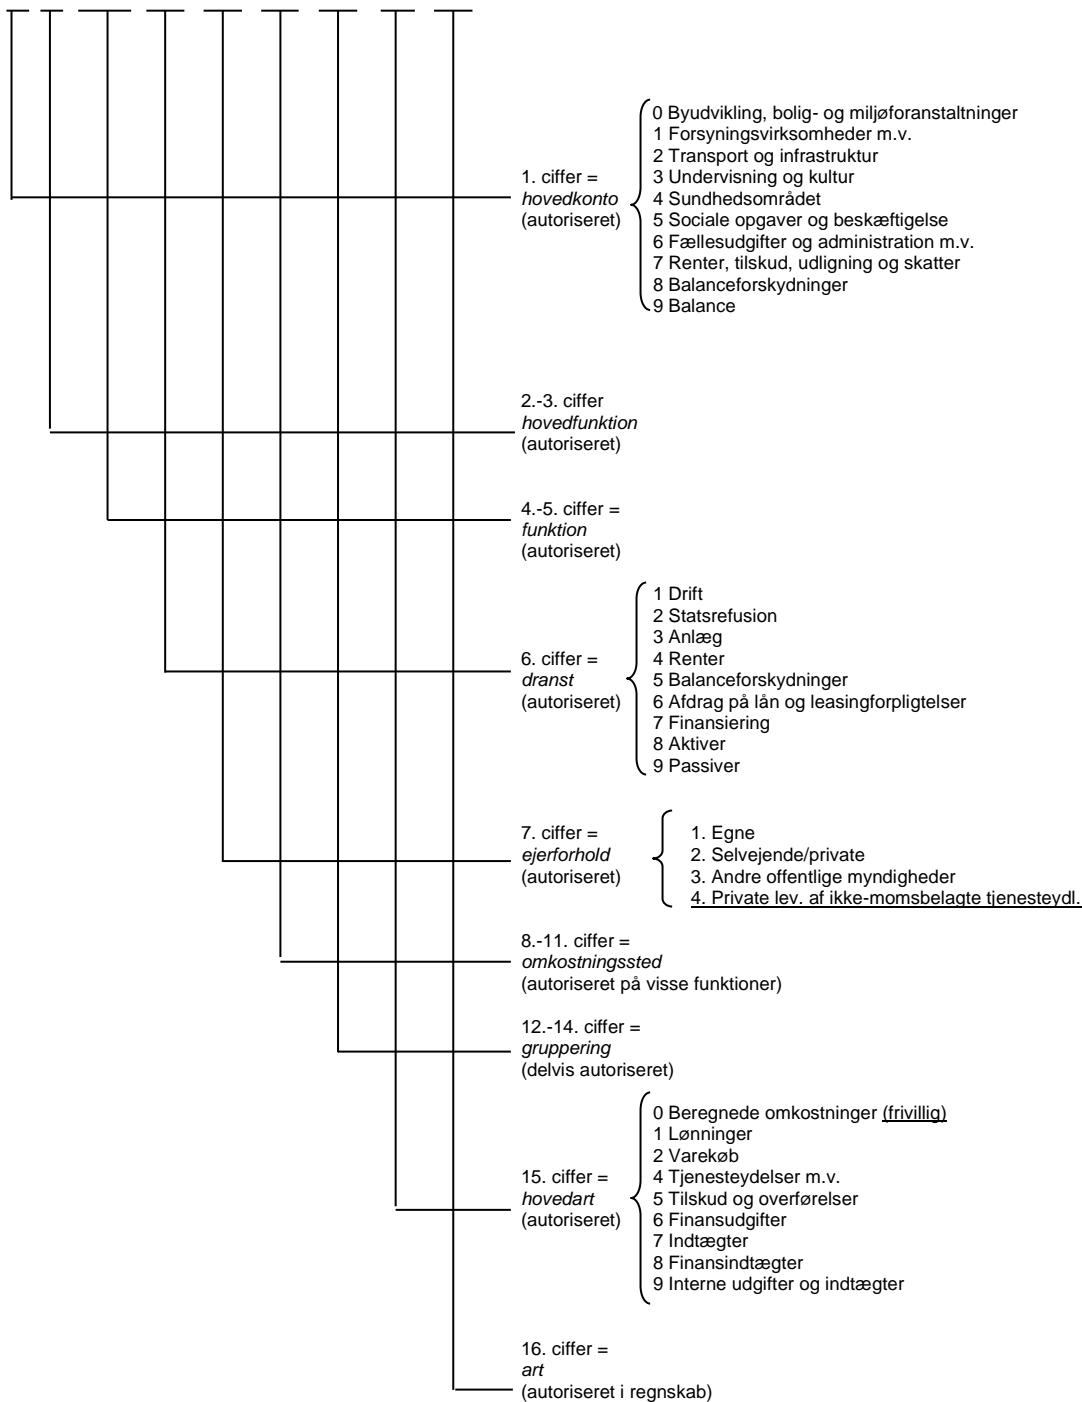 1. ciffer =
hovedkonto
(autoriseret)
0 Byudvikling, bolig- og miljøforanstaltninger
1 Forsyningsvirksomheder m.v.
2 Transport og infrastruktur
3 Undervisning og kultur
4 Sundhedsområdet
5 Sociale opgaver og beskæftigelse
6 Fællesudgifter og administration m.v.
7 Renter, tilskud, udligning og skatter
8 Balanceforskydninger
9 Balance
2.-3. ciffer
hovedfunktion
(autoriseret)
4.-5. ciffer =
funktion
(autoriseret)
6. ciffer =
dranst
(autoriseret)
1 Drift
2 Statsrefusion
3 Anlæg
4 Renter
5 Balanceforskydninger
6 Afdrag på lån og leasingforpligtelser
7 Finansiering
8 Aktiver
9 Passiver
7. ciffer =
ejerforhold
(autoriseret)
1. Egne
2. Selvejende/private
3. Andre offentlige myndigheder
4. Private lev. af ikke-momsbelagte tjenesteydl.
8.-11. ciffer =
omkostningssted
(autoriseret på visse funktioner)
12.-14. ciffer =
gruppering
(delvis autoriseret)
15. ciffer =
hovedart
(autoriseret)
0 Beregnede omkostninger (frivillig)
1 Lønninger
2 Varekøb
4 Tjenesteydelser m.v.
5 Tilskud og overførelser
6 Finansudgifter
7 Indtægter
8 Finansindtægter
9 Interne udgifter og indtægter
16. ciffer =
art
(autoriseret i regnskab)